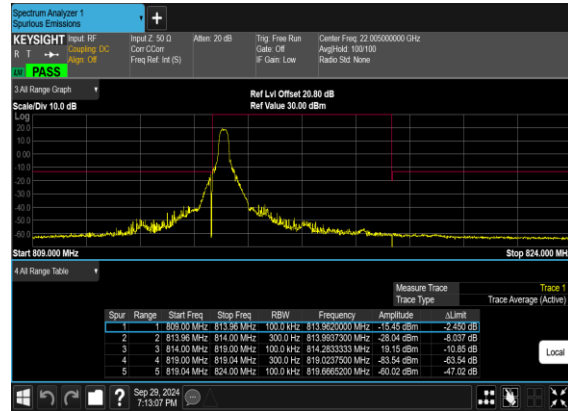 Spectrum Analyzer 1
Spurious Emissions
+
KEYSIGHT Input: RF Input Z: 50 Ω Atten: 20 dB Trig: Free Run Center Freq: 22.005000000 GHz
R T Coupling: DC Corr CCorr Gate: Off Avg|Hold: 100/100
Align: Off Freq Ref: Int (S) IF Gain: Low Radio Std: None
LW PASS
3 All Range Graph
Ref Lvl Offset 20.80 dB
Scale/Div 10.0 dB Ref Value 30.00 dBm
Log
20.0
10.0
0.00
-10.0
-20.0
-30.0
-40.0
-50.0
-60.0
Start 809.000 MHz Stop 824.000 MHz
4 All Range Table
Measure Trace Trace 1
Trace Type Trace Average (Active)
Spur Range Start Freq Stop Freq RBW Frequency Amplitude ΔLimit
1 1 809.00 MHz 813.96 MHz 100.0 kHz 813.9620000 MHz -15.45 dBm -2.450 dB
2 2 813.96 MHz 814.00 MHz 300.0 Hz 813.9937300 MHz -28.04 dBm -8.037 dB
3 3 814.00 MHz 819.00 MHz 100.0 kHz 814.2833333 MHz 19.15 dBm -10.85 dB
4 4 819.00 MHz 819.04 MHz 300.0 Hz 819.0237500 MHz -83.54 dBm -63.54 dB
5 5 819.04 MHz 824.00 MHz 100.0 kHz 819.6665200 MHz -60.02 dBm -47.02 dB
Local
? Sep 29, 2024
7:13:07 PM